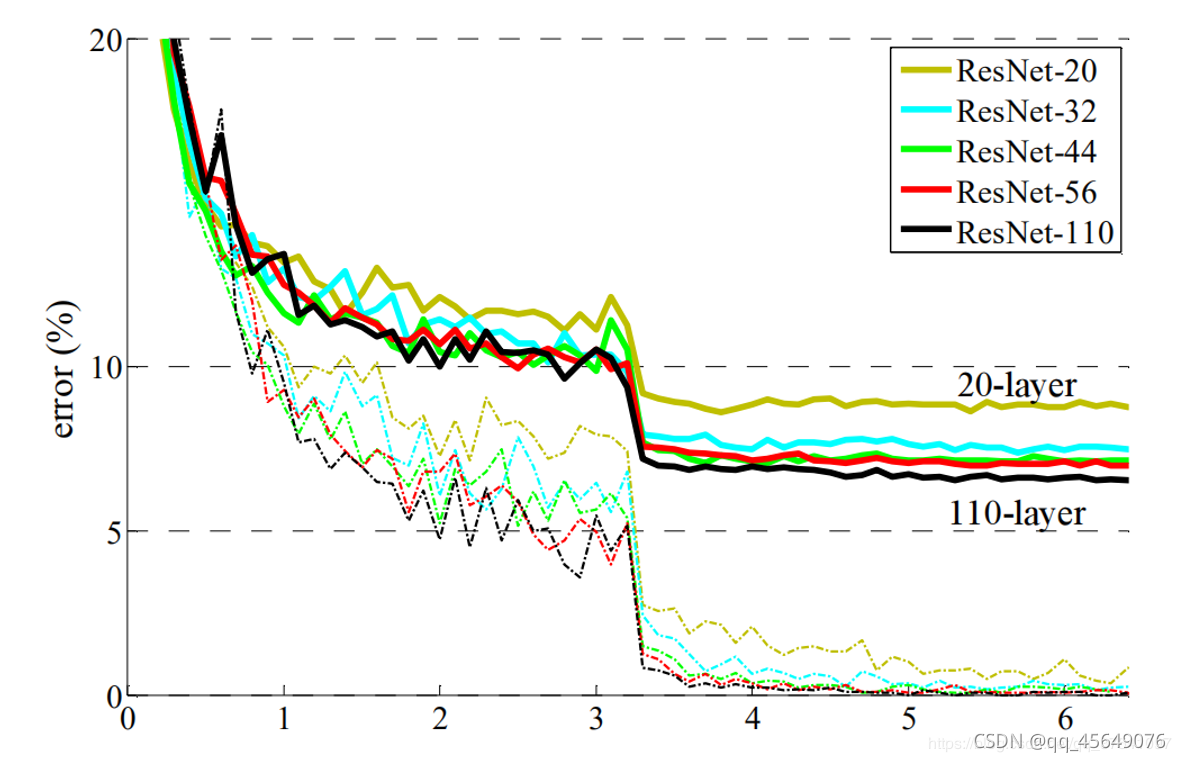 20
10
5
0
error (%)
ResNet-20
ResNet-32
ResNet-44
ResNet-56
ResNet-110
20-layer
110-layer
0 1 2 3 4 5 6
CSDN @qq_45649076